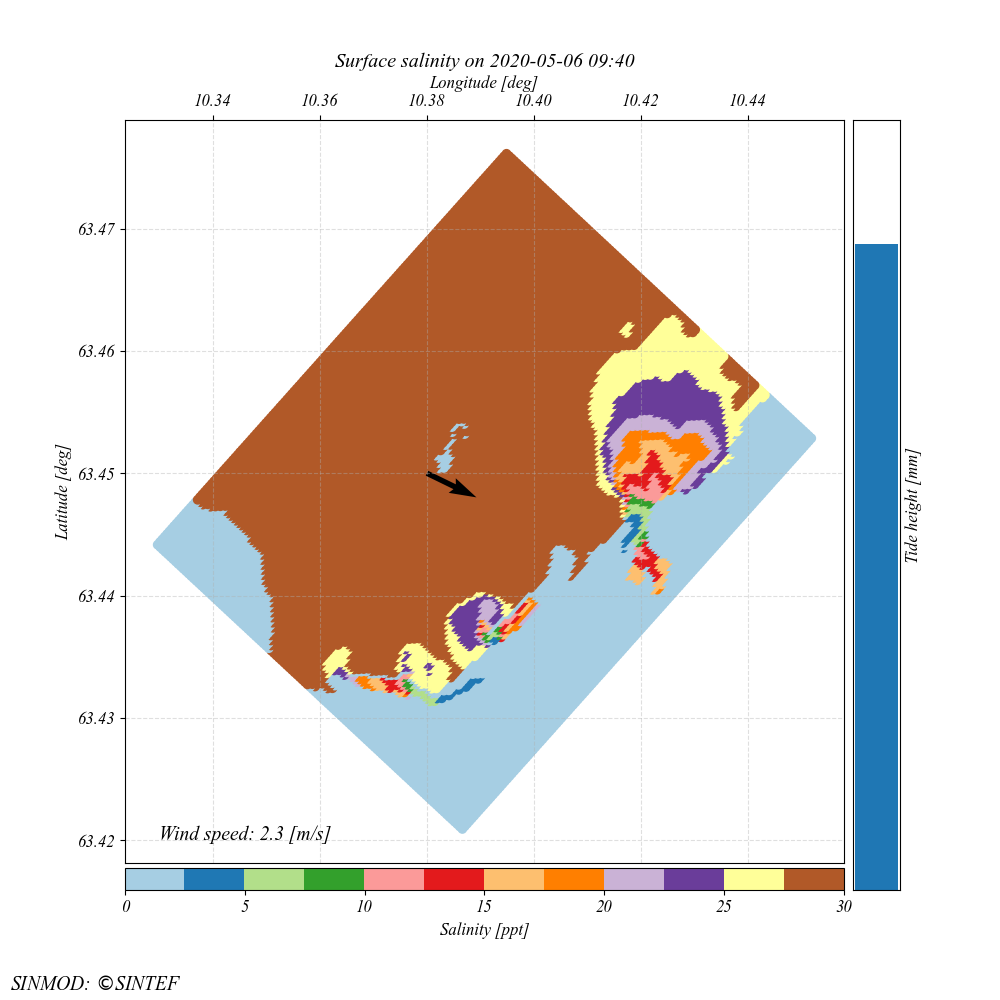 Surface salinity on 2020-05-06 09:40
Longitude [deg]
10.34 10.36 10.38 10.40 10.42 10.44
63.47
63.46
63.45
63.44
63.43
63.42
Latitude [deg]
Tide height [mm]
Wind speed: 2.3 [m/s]
0 5 10 15 20 25 30
Salinity [ppt]
SINMOD: ©SINTEF